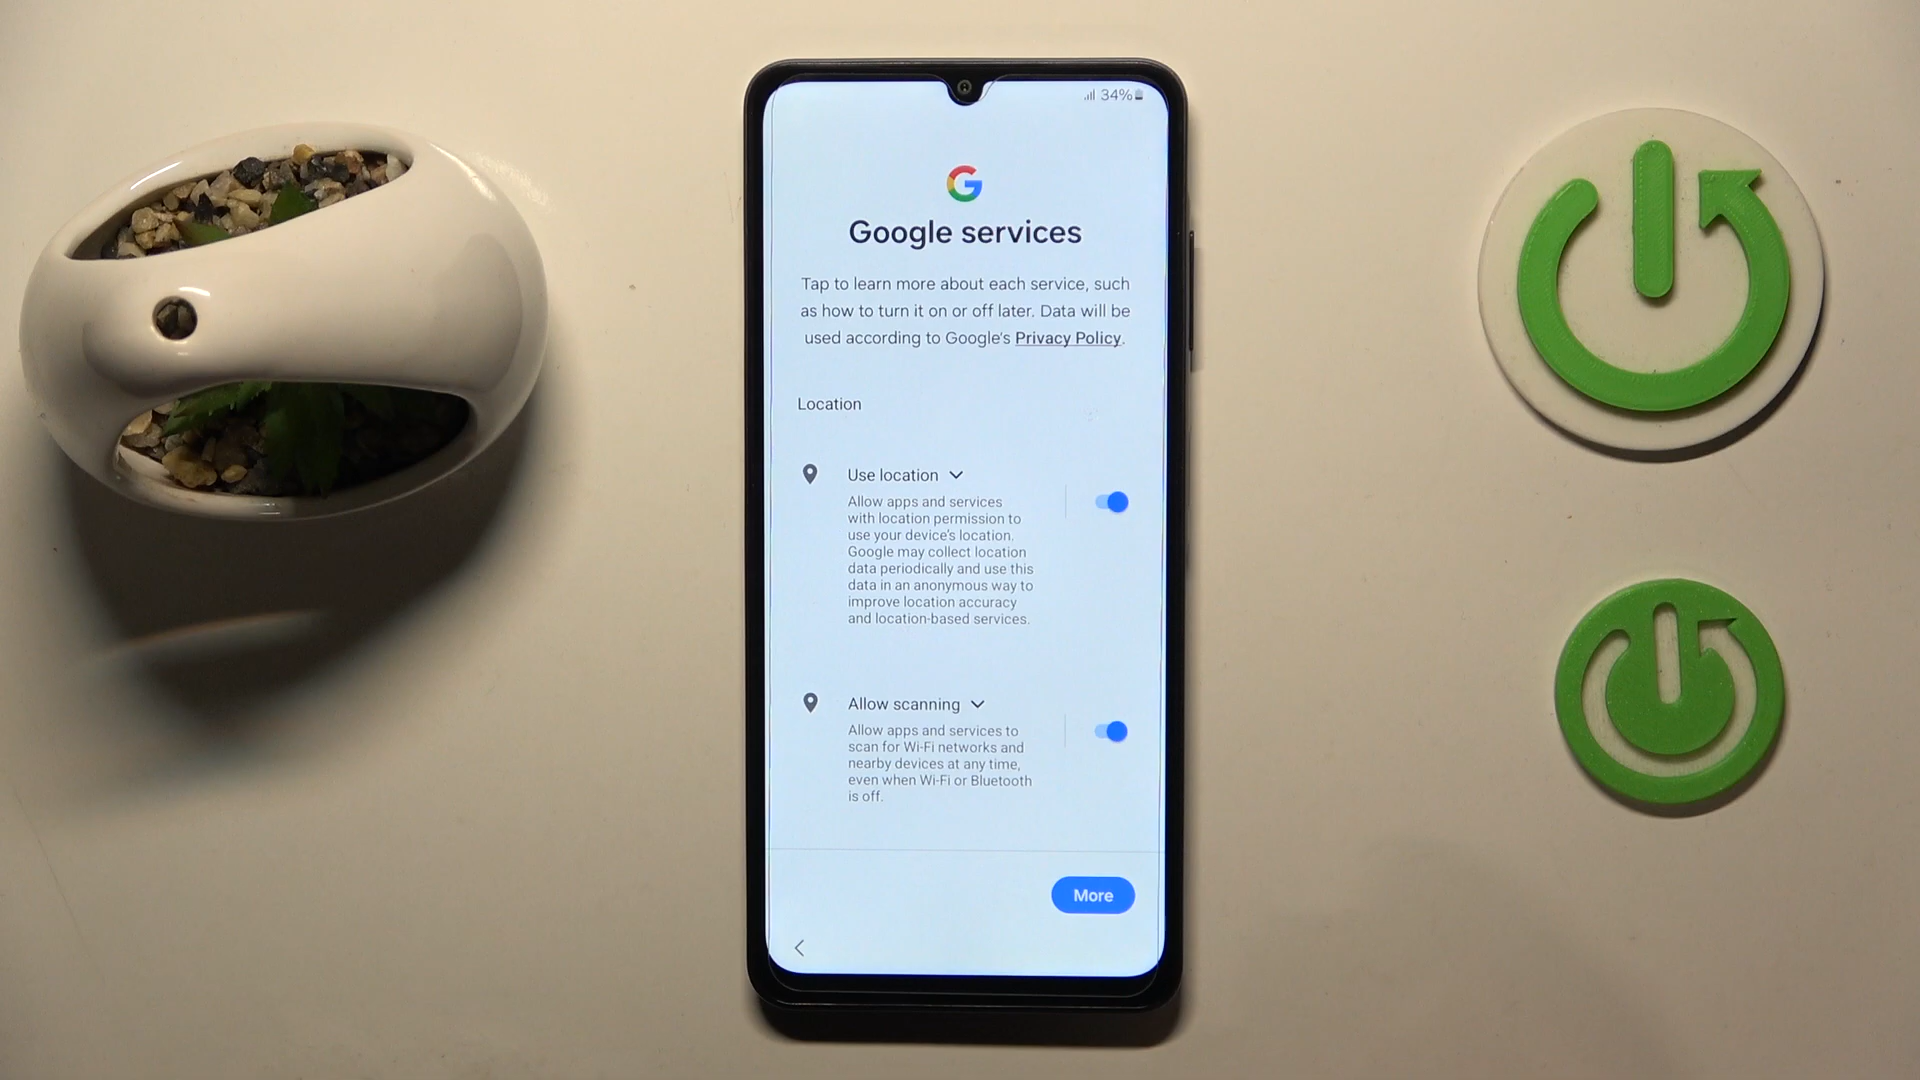 34%
Google services
Tap to learn more about each service, such
as how to turn it on or off later. Data will be
used according to Google's Privacy Policy.
Location
Use location
Allow apps and services
with location permission to
use your device's location.
Google may collect location
data periodically and use this
data in an anonymous way to
improve location accuracy
and location-based services.
Allow scanning
Allow apps and services to
scan for Wi-Fi networks and
nearby devices at any time,
even when Wi-Fi or Bluetooth
is off.
More